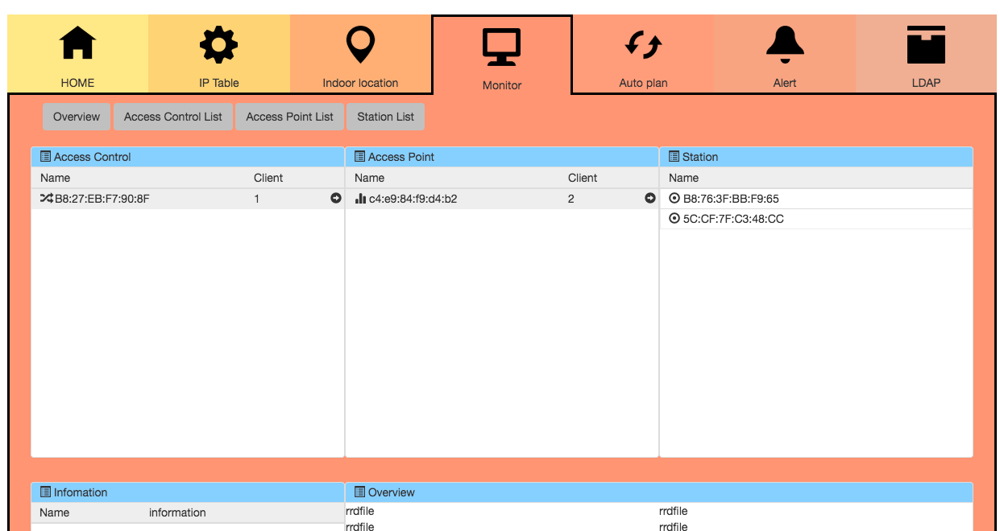 HOME IP Table Indoor location Monitor Auto plan Alert LDAP
Overview Access Control List Access Point List Station List
Access Control Access Point Station
Name Client Name Client Name
B8:27:EB:F7:90:8F 1 c4:e9:84:f9:d4:b2 2 B8:76:3F:BB:F9:65
5C:CF:7F:C3:48:CC
Infomation Overview
Name information rrdfile rrdfile
rrdfile rrdfile